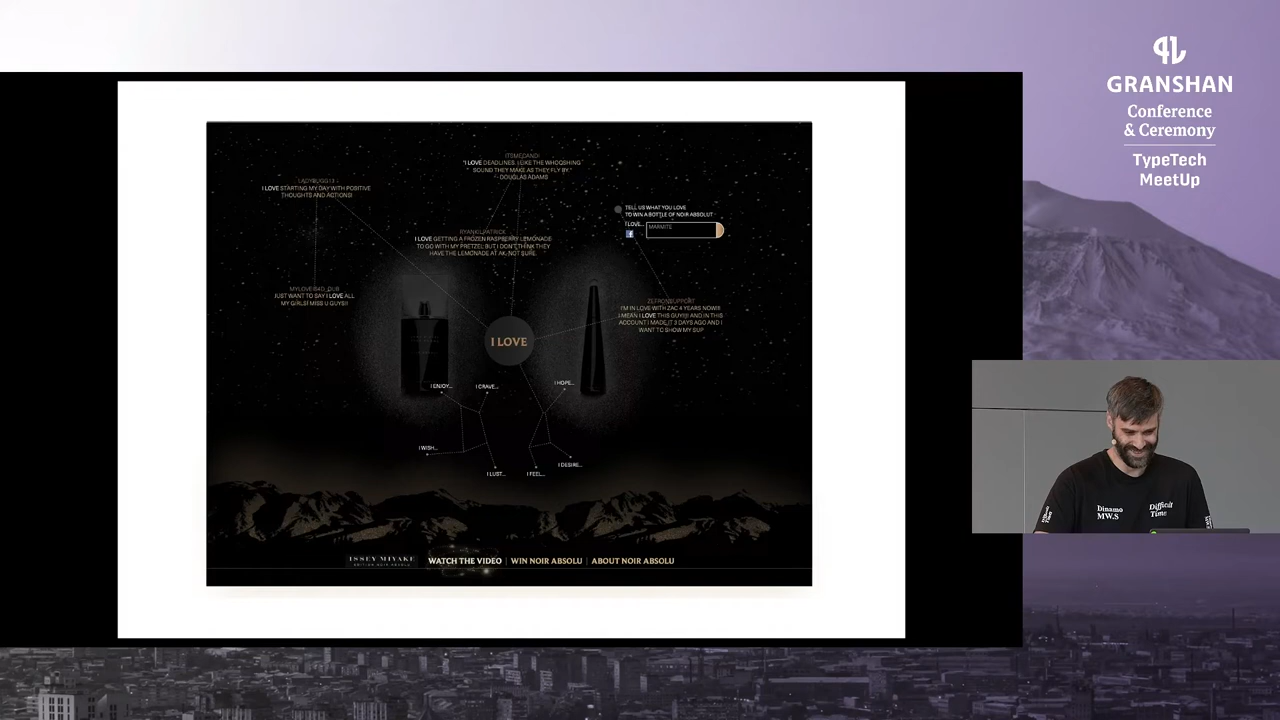 GRANSHAN
Conference
& Ceremony
TypeTech
MeetUp
ITSMECANDI
"I LOVE DEADLINES. I LIKE THE WHOOSHING
SOUND THEY MAKE AS THEY FLY BY."
- DOUGLAS ADAMS
I LOVE STARTING MY DAY WITH POSITIVE
THOUGHTS AND ACTIONS!
TELL US WHAT YOU LOVE
TO WIN A BOTTLE OF NOIR ABSOLUT
I LOVE...
MARMITE
RYANKILPATRICK
I LOVE GETTING A FROZEN RASPBERRY LEMONADE
TO GO WITH MY PRETZEL BUT I DON'T THINK THEY
HAVE THE LEMONADE AT AK, NOT SURE.
JUST WANT TO SAY I LOVE ALL
MY GIRLS! MISS U GUYS!!
ZEFRONSUPPORT
I'M IN LOVE WITH ZAC 4 YEARS NOW!!!
I MEAN I LOVE THIS GUY!!! AND IN THIS
ACCOUNT I MADE IT 3 DAYS AGO AND I
WANT TO SHOW MY SUP
I LOVE
I ENJOY...
I CRAVE...
I HOPE...
I WISH...
I LUST...
I FEEL...
I DESIRE...
ISSEY MIYAKE
WATCH THE VIDEO | WIN NOIR ABSOLU | ABOUT NOIR ABSOLU
Dinamo
MW.S
Difficult
Time